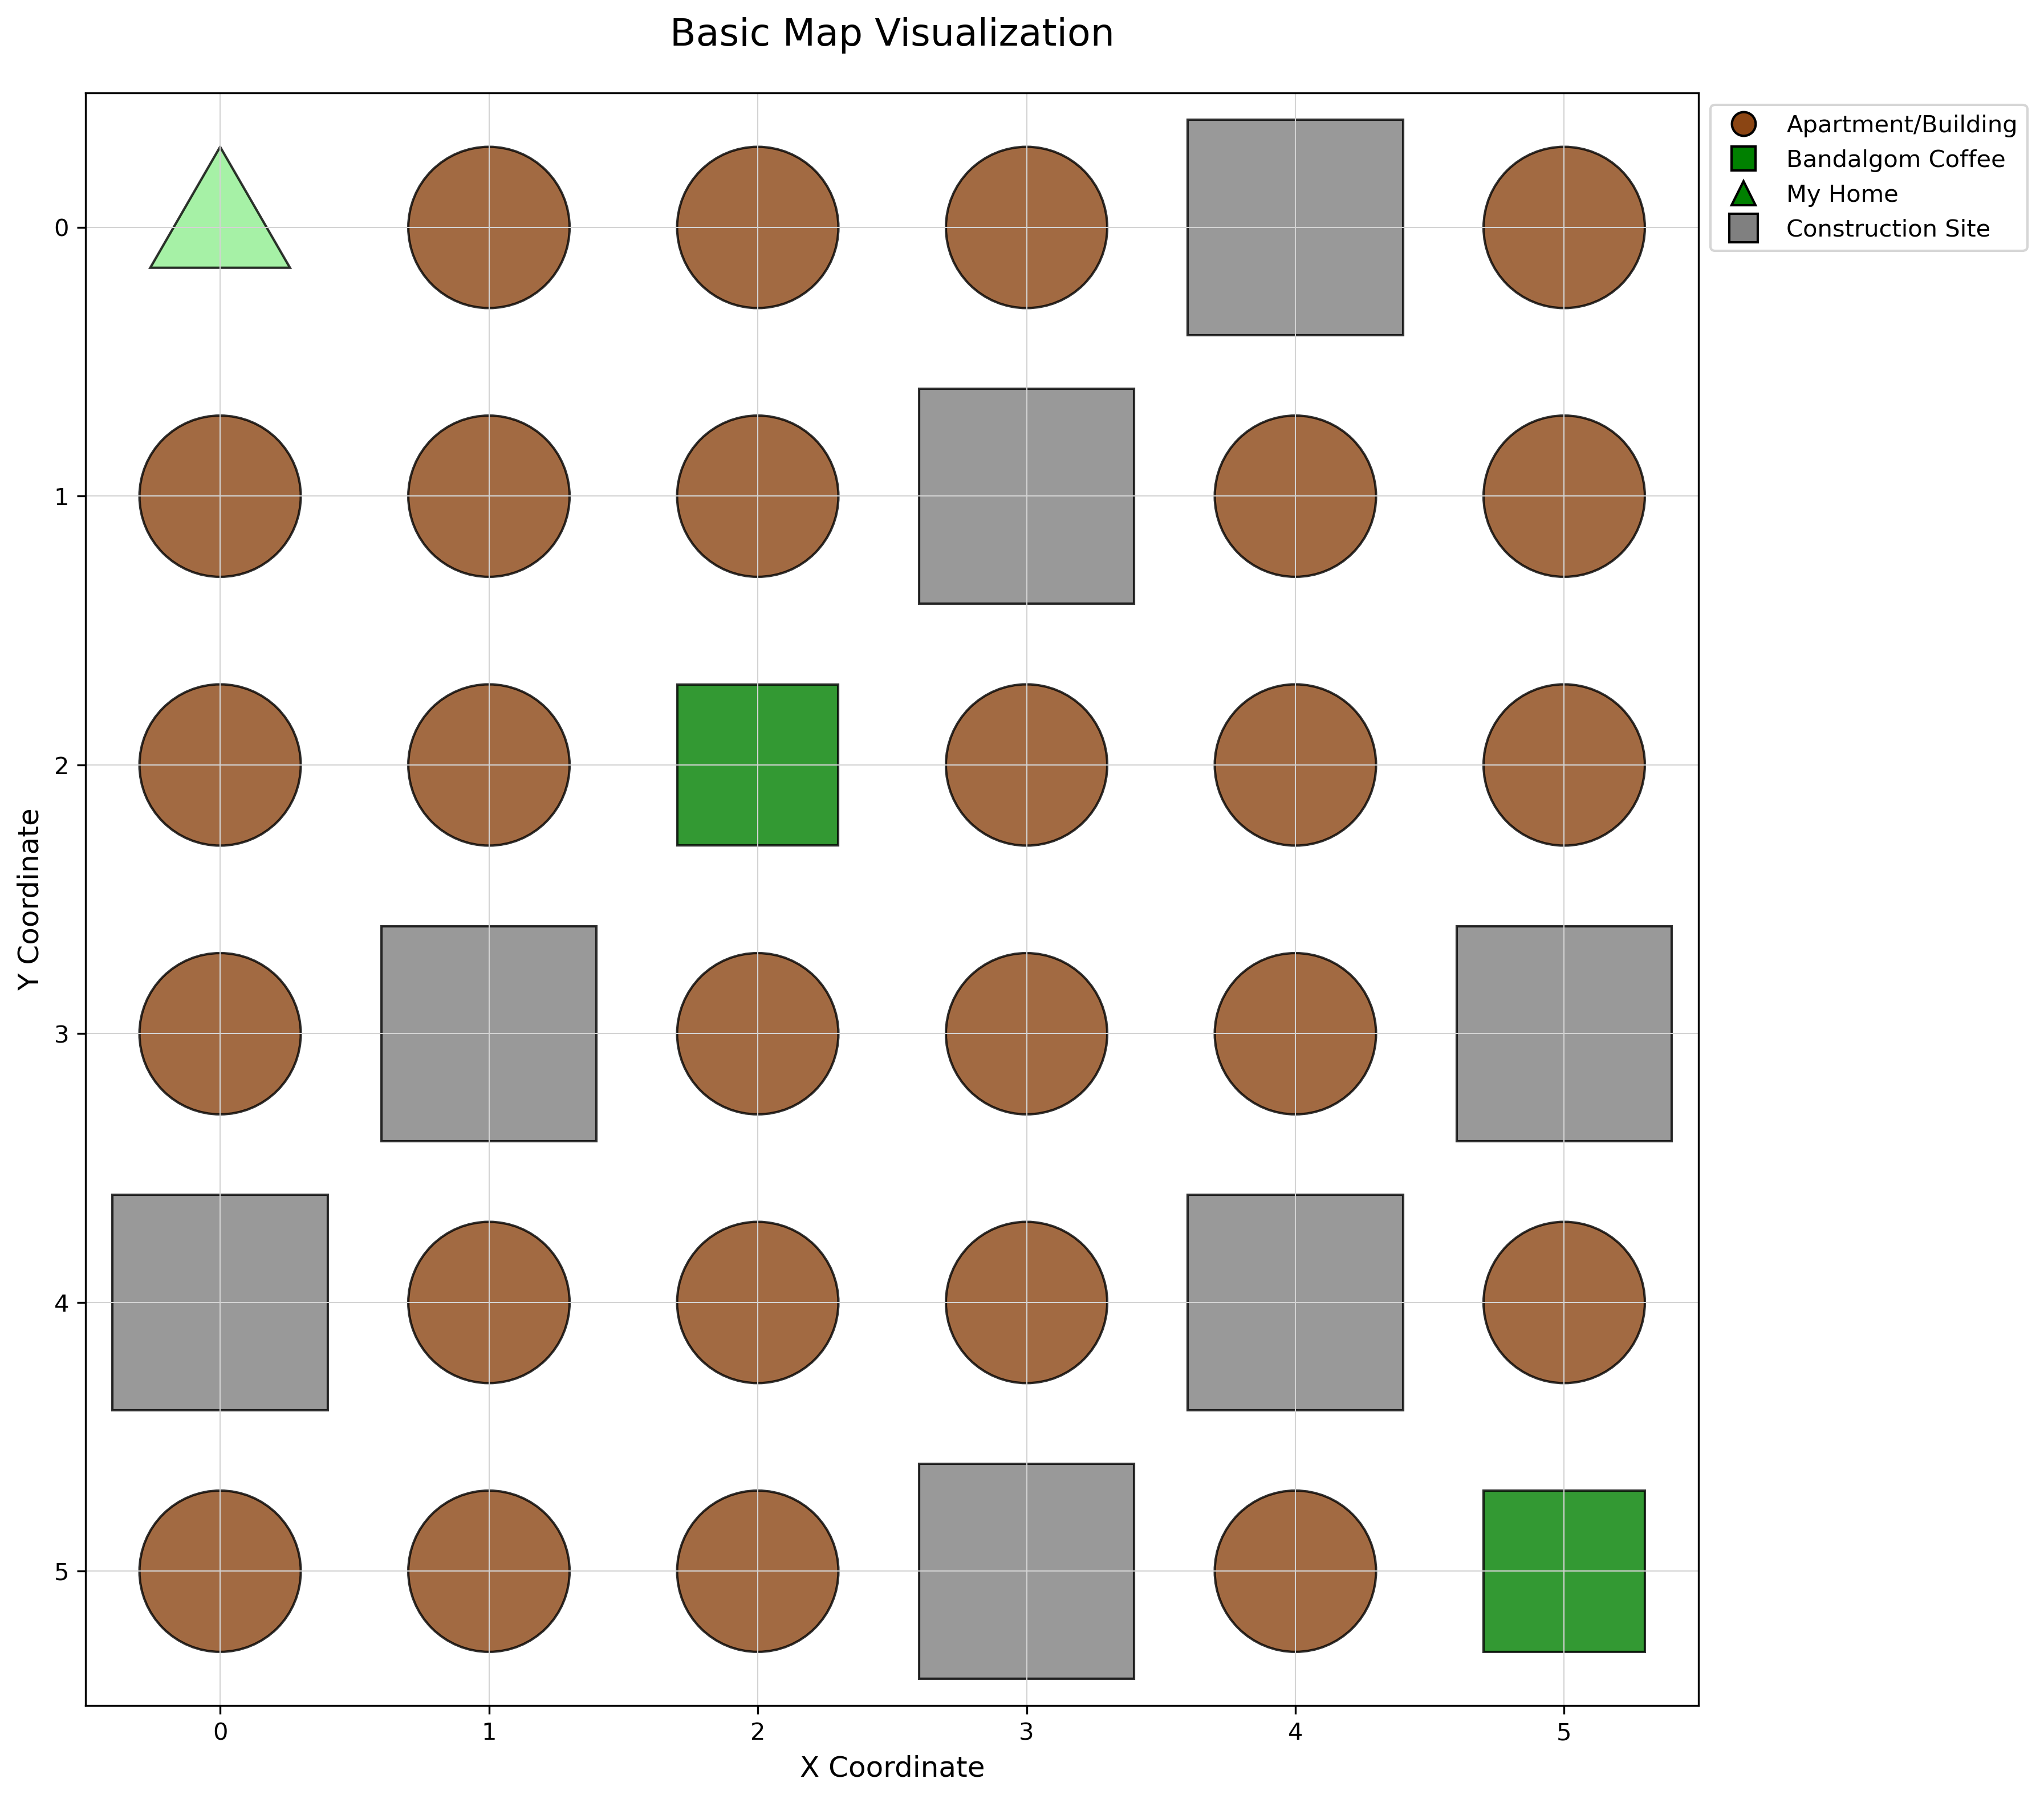 Basic Map Visualization
Apartment/Building
Bandalgom Coffee
My Home
Construction Site
0
1
2
3
4
5
Y Coordinate
0 1 2 3 4 5
X Coordinate